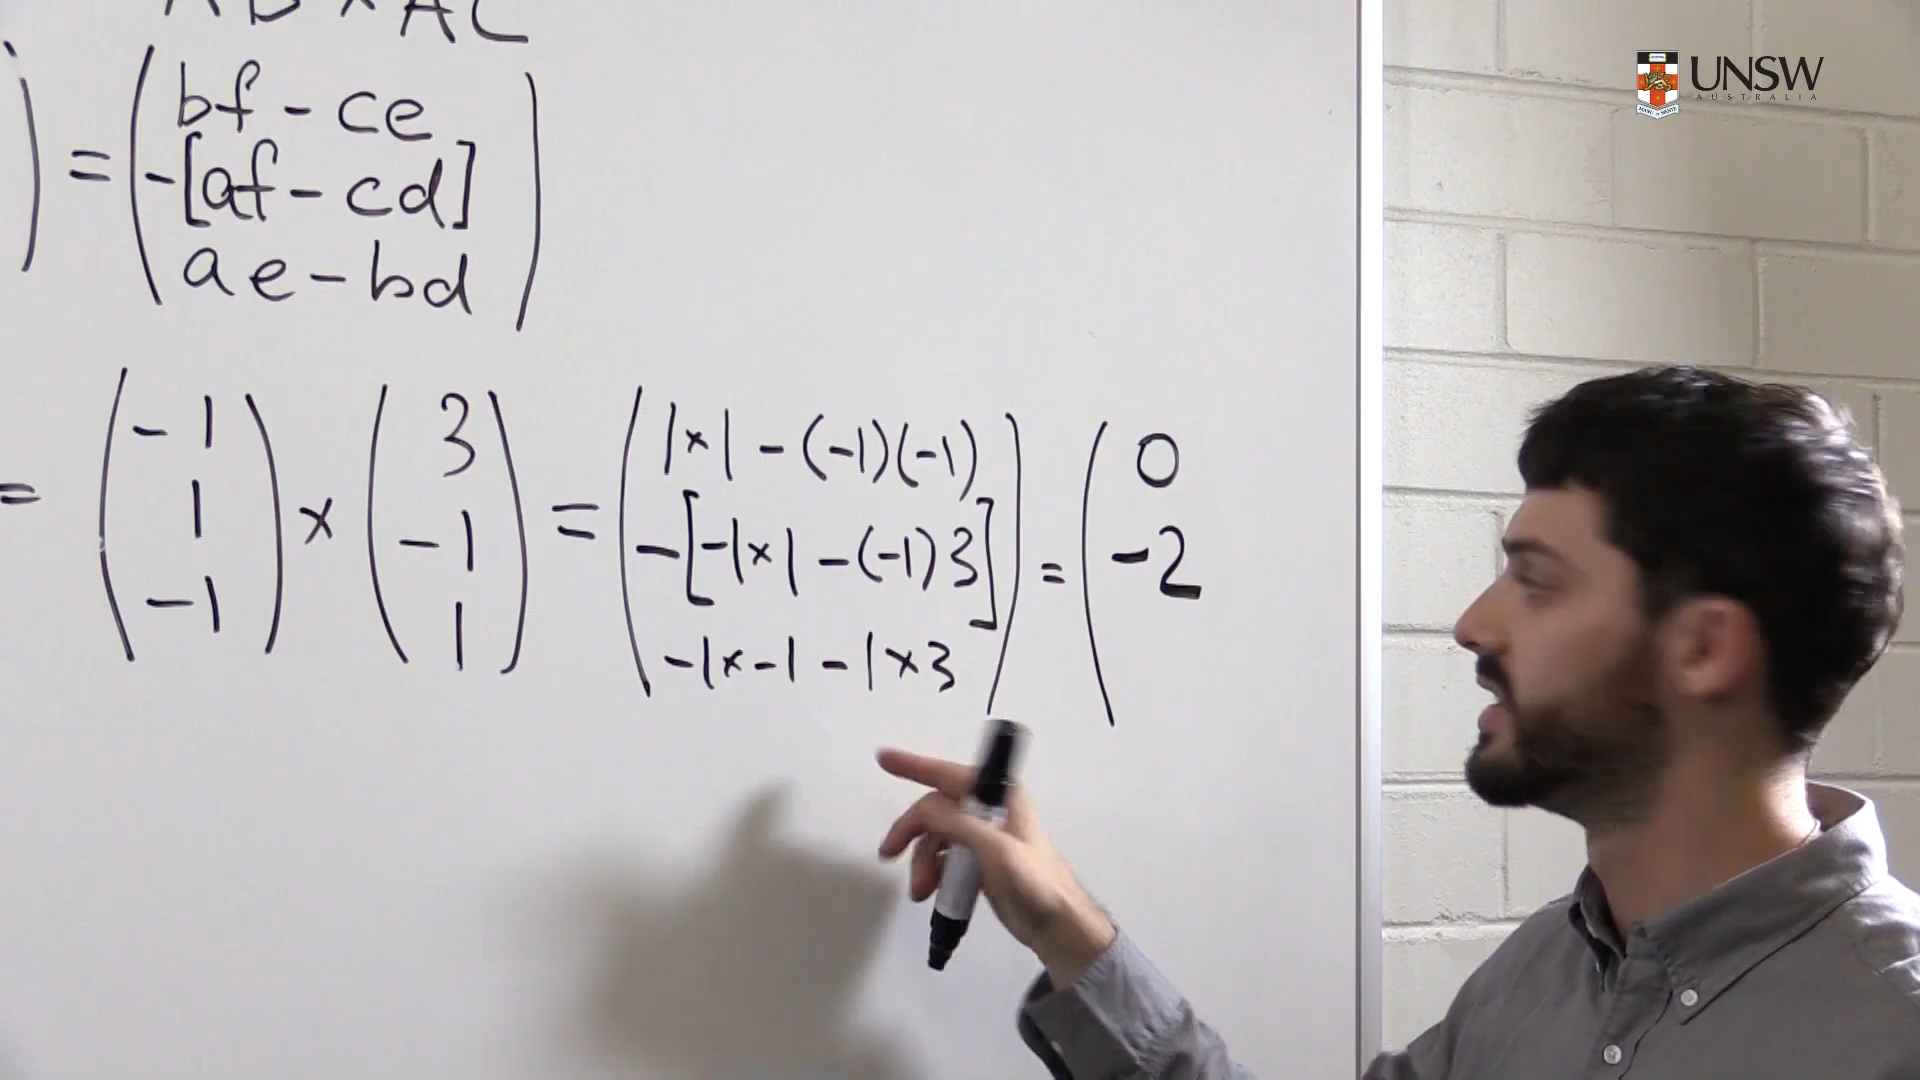 AB × AC
) = ( bf - ce
-[af - cd]
ae - bd )
= ( -1 1 -1 ) × ( 3 -1 1 ) = ( 1×1 - (-1)(-1)
-[-1×1 - (-1)3]
-1×-1 - 1×3 ) = ( 0
-2
UNSW
AUSTRALIA